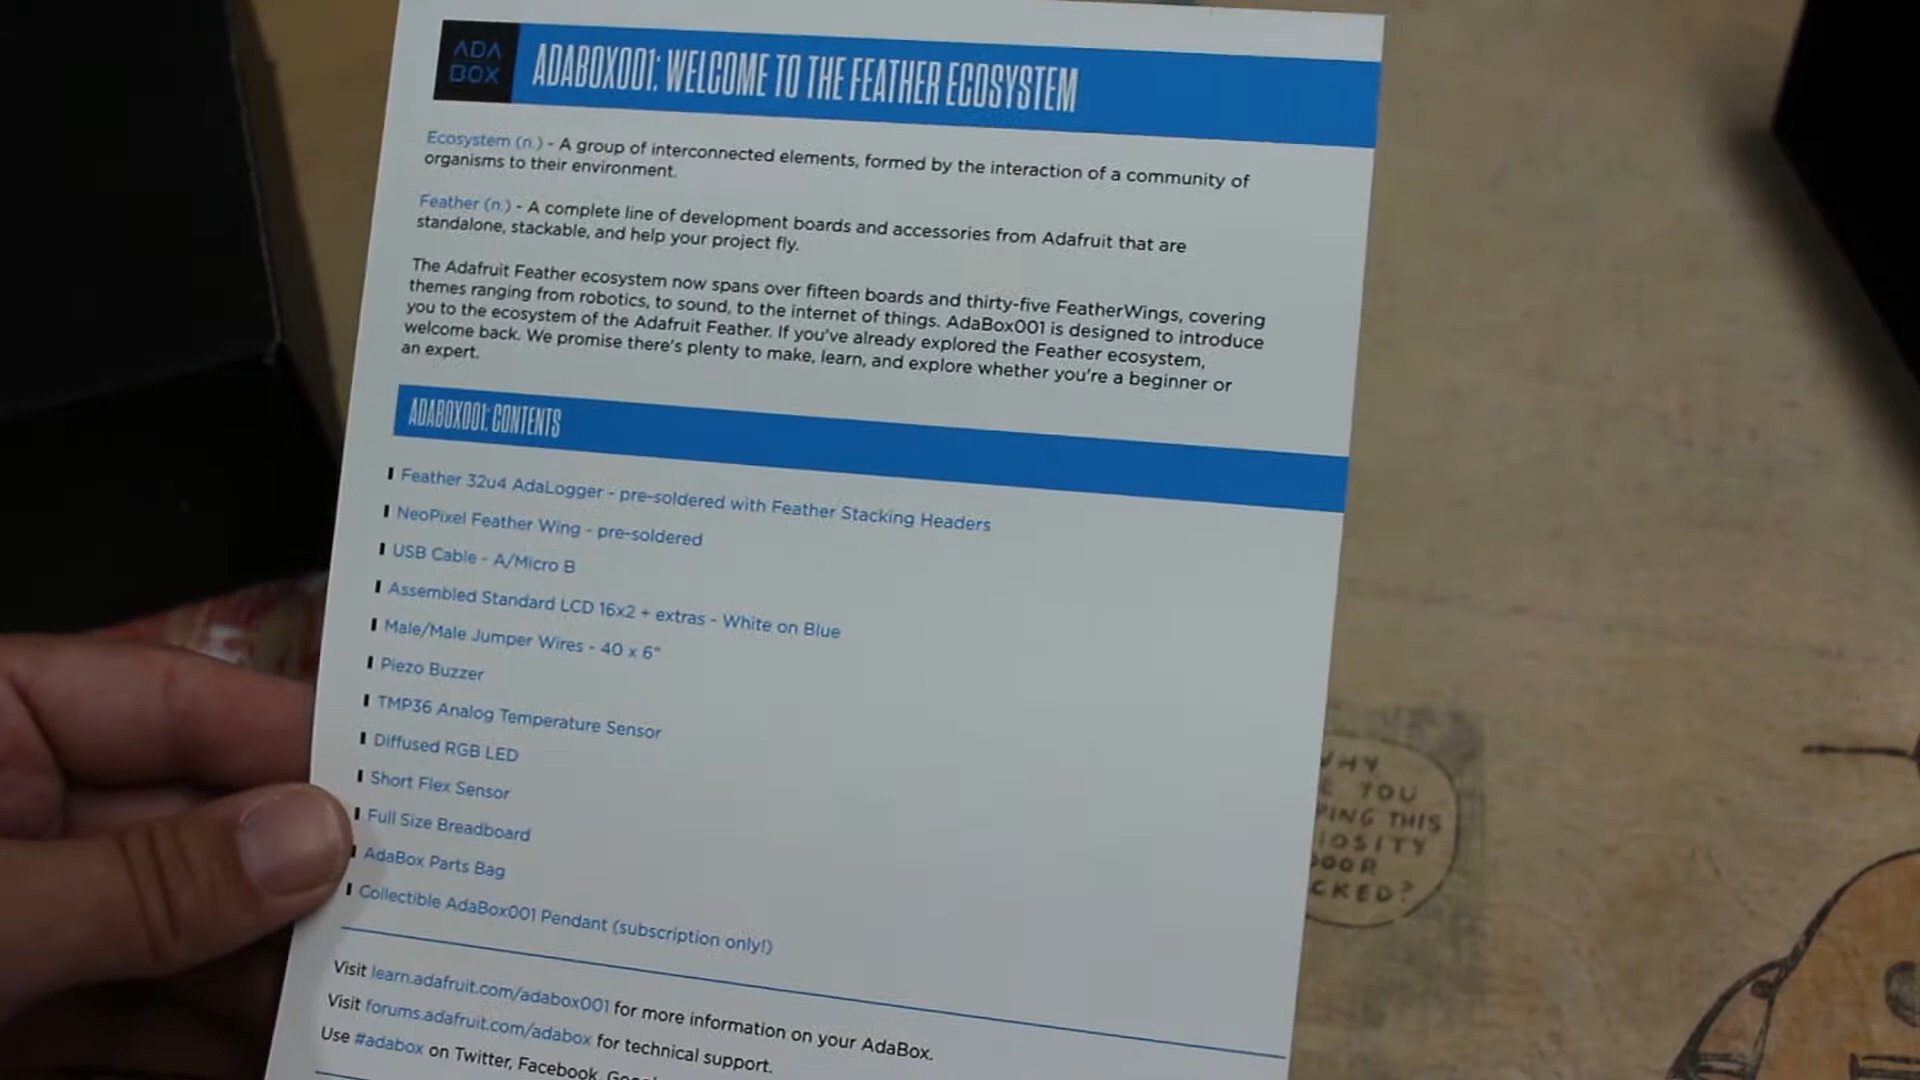 ADA
BOX
ADABOX001: WELCOME TO THE FEATHER ECOSYSTEM
Ecosystem (n.) - A group of interconnected elements, formed by the interaction of a community of
organisms to their environment.
Feather (n.) - A complete line of development boards and accessories from Adafruit that are
standalone, stackable, and help your project fly.
The Adafruit Feather ecosystem now spans over fifteen boards and thirty-five FeatherWings, covering
themes ranging from robotics, to sound, to the internet of things. AdaBox001 is designed to introduce
you to the ecosystem of the Adafruit Feather. If you've already explored the Feather ecosystem,
welcome back. We promise there's plenty to make, learn, and explore whether you're a beginner or
an expert.
ADABOX001: CONTENTS
Feather 32u4 AdaLogger - pre-soldered with Feather Stacking Headers
NeoPixel Feather Wing - pre-soldered
USB Cable - A/Micro B
Assembled Standard LCD 16x2 + extras - White on Blue
Male/Male Jumper Wires - 40 x 6"
Piezo Buzzer
TMP36 Analog Temperature Sensor
Diffused RGB LED
Short Flex Sensor
Full Size Breadboard
AdaBox Parts Bag
Collectible AdaBox001 Pendant (subscription only!)
Visit learn.adafruit.com/adabox001 for more information on your AdaBox.
Visit forums.adafruit.com/adabox for technical support.
Use #adabox on Twitter, Facebook,
YOU
THIS